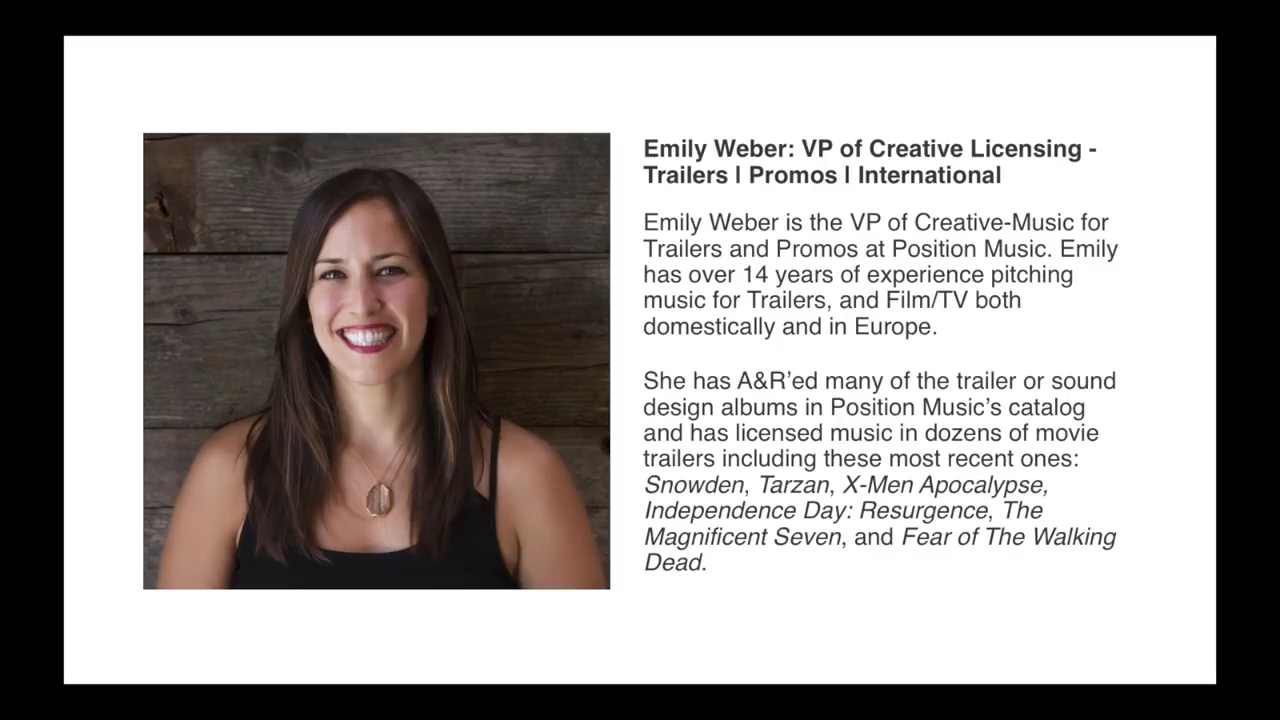 Emily Weber: VP of Creative Licensing -
Trailers | Promos | International
Emily Weber is the VP of Creative-Music for
Trailers and Promos at Position Music. Emily
has over 14 years of experience pitching
music for Trailers, and Film/TV both
domestically and in Europe.
She has A&R’ed many of the trailer or sound
design albums in Position Music’s catalog
and has licensed music in dozens of movie
trailers including these most recent ones:
Snowden, Tarzan, X-Men Apocalypse,
Independence Day: Resurgence, The
Magnificent Seven, and Fear of The Walking
Dead.